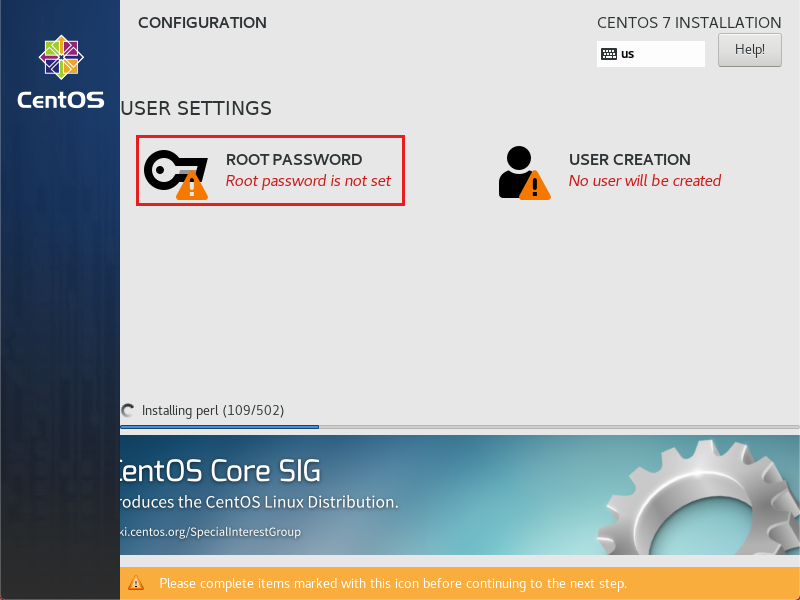 CONFIGURATION
CENTOS 7 INSTALLATION
us
Help!
CentOS
USER SETTINGS
ROOT PASSWORD
Root password is not set
USER CREATION
No user will be created
Installing perl (109/502)
CentOS Core SIG
roduces the CentOS Linux Distribution.
ki.centos.org/SpecialInterestGroup
Please complete items marked with this icon before continuing to the next step.